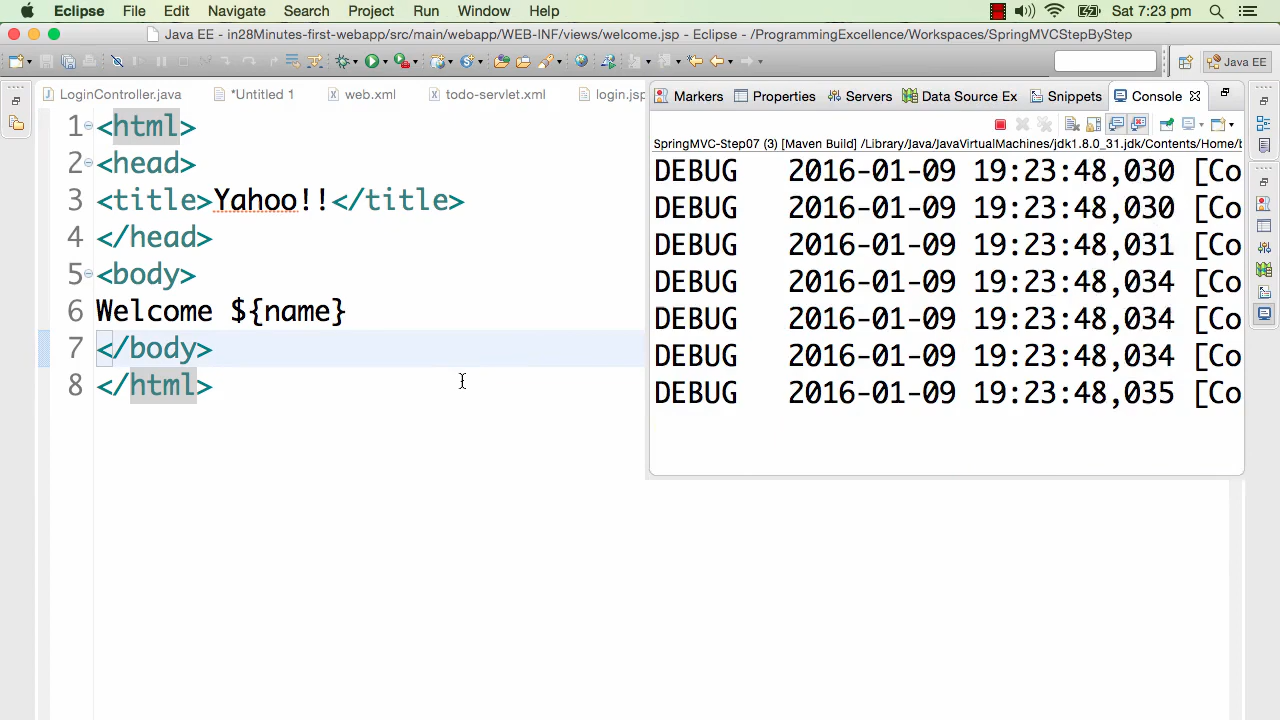 Eclipse File Edit Navigate Search Project Run Window Help Sat 7:23 pm
Java EE - in28Minutes-first-webapp/src/main/webapp/WEB-INF/views/welcome.jsp - Eclipse - /ProgrammingExcellence/Workspaces/SpringMVCStepByStep
Java EE
LoginController.java *Untitled 1 web.xml todo-servlet.xml login.jsp
Markers Properties Servers Data Source Ex Snippets Console
SpringMVC-Step07 (3) [Maven Build] /Library/Java/JavaVirtualMachines/jdk1.8.0_31.jdk/Contents/Home/
1 <html>
2 <head>
3 <title>Yahoo!!</title>
4 </head>
5 <body>
6 Welcome ${name}
7 </body>
8 </html>
DEBUG 2016-01-09 19:23:48,030 [Co
DEBUG 2016-01-09 19:23:48,030 [Co
DEBUG 2016-01-09 19:23:48,031 [Co
DEBUG 2016-01-09 19:23:48,034 [Co
DEBUG 2016-01-09 19:23:48,034 [Co
DEBUG 2016-01-09 19:23:48,034 [Co
DEBUG 2016-01-09 19:23:48,035 [Co